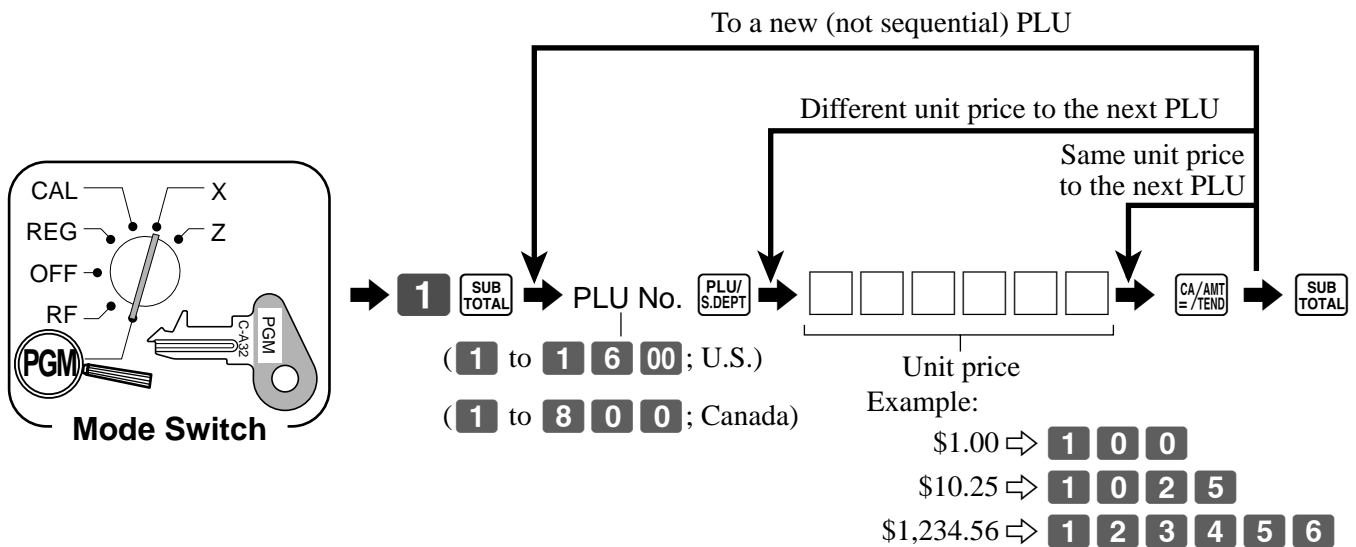 To a new (not sequential) PLU
Different unit price to the next PLU
Same unit price
to the next PLU
CAL
X
REG
Z
OFF
RF
PGM
PGM
C-A32
Mode Switch
1 SUB TOTAL PLU No. PLU/ S.DEPT CA/AMT = /TEND SUB TOTAL
(1 to 1 6 00; U.S.)
(1 to 8 0 0; Canada)
Unit price
Example:
$1.00 ⇨ 1 0 0
$10.25 ⇨ 1 0 2 5
$1,234.56 ⇨ 1 2 3 4 5 6